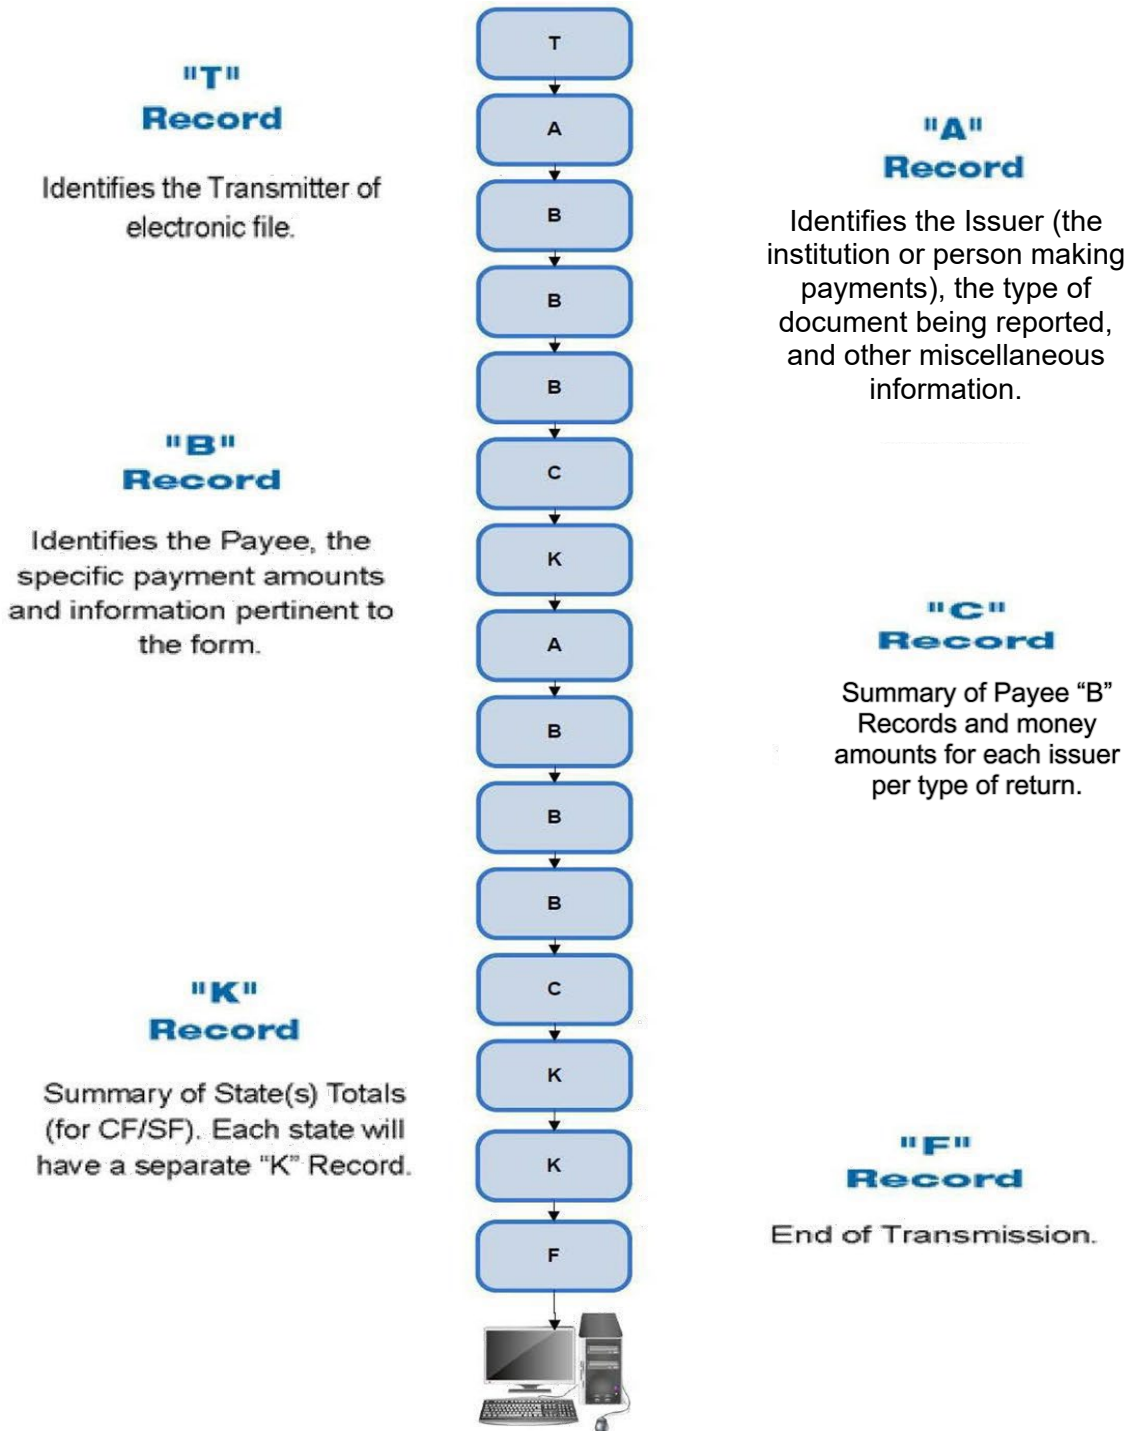 T
"T"
Record
Identifies the Transmitter of
electronic file.
A
"A"
Record
Identifies the Issuer (the
institution or person making
payments), the type of
document being reported,
and other miscellaneous
information.
B
B
B
"B"
Record
Identifies the Payee, the
specific payment amounts
and information pertinent to
the form.
C
K
A
"C"
Record
Summary of Payee “B”
Records and money
amounts for each issuer
per type of return.
B
B
B
C
"K"
Record
Summary of State(s) Totals
(for CF/SF). Each state will
have a separate “K” Record.
K
K
"F"
Record
End of Transmission.
F